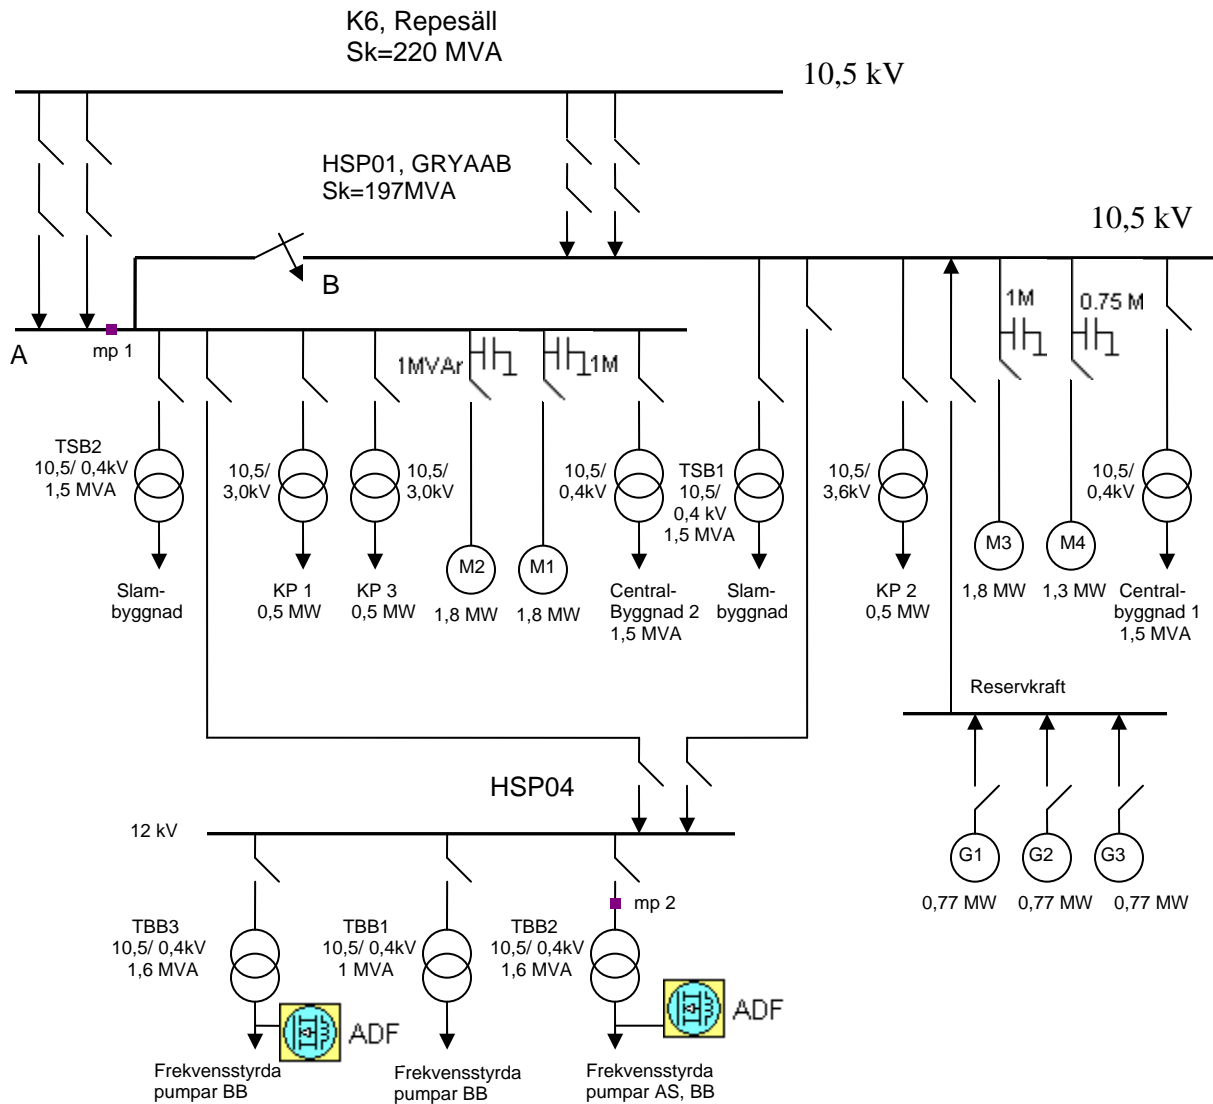 K6, Repesäll
Sk=220 MVA
10,5 kV
HSP01, GRYAAB
Sk=197MVA
10,5 kV
B
A
mp 1
1MVAr
1M
1M
0.75 M
TSB2
10,5/ 0,4kV
1,5 MVA
10,5/
3,0kV
10,5/
3,0kV
10,5/
0,4kV
TSB1
10,5/
0,4 kV
1,5 MVA
10,5/
3,6kV
10,5/
0,4kV
M2
M1
M3
M4
Slam-
byggnad
KP 1
0,5 MW
KP 3
0,5 MW
1,8 MW
1,8 MW
Central-
Byggnad 2
1,5 MVA
Slam-
byggnad
KP 2
0,5 MW
1,8 MW
1,3 MW
Central-
byggnad 1
1,5 MVA
Reservkraft
HSP04
12 kV
G1
G2
G3
0,77 MW
0,77 MW
0,77 MW
mp 2
TBB3
10,5/ 0,4kV
1,6 MVA
TBB1
10,5/ 0,4kV
1 MVA
TBB2
10,5/ 0,4kV
1,6 MVA
ADF
ADF
Frekvensstyrda
pumpar BB
Frekvensstyrda
pumpar BB
Frekvensstyrda
pumpar AS, BB